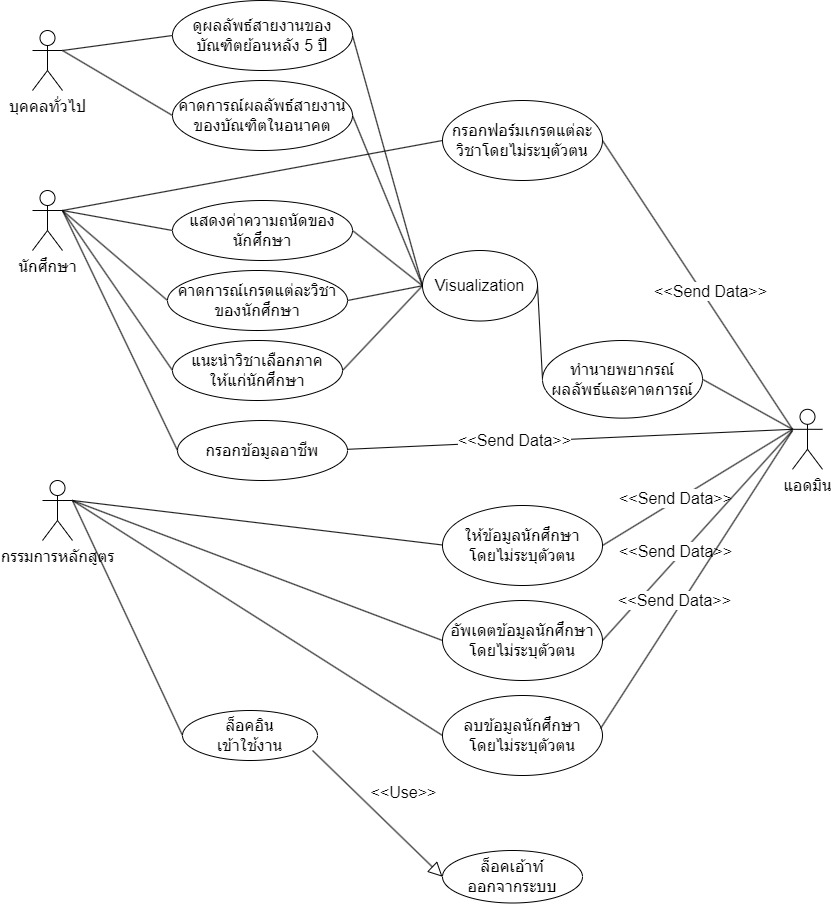 ดูผลลัพธ์สายงานของ
บัณฑิตย้อนหลัง 5 ปี
บุคคลทั่วไป
คาดการณ์ผลลัพธ์สายงาน
ของบัณฑิตในอนาคต
กรอกฟอร์มเกรดแต่ละ
วิชาโดยไม่ระบุตัวตน
นักศึกษา
แสดงค่าความถนัดของ
นักศึกษา
คาดการณ์เกรดแต่ละวิชา
ของนักศึกษา
Visualization
<<Send Data>>
แนะนำวิชาเลือกภาค
ให้แก่นักศึกษา
ทำนายพยากรณ์
ผลลัพธ์และคาดการณ์
กรอกข้อมูลอาชีพ
<<Send Data>>
แอดมิน
กรรมการหลักสูตร
<<Send Data>>
ให้ข้อมูลนักศึกษา
โดยไม่ระบุตัวตน
<<Send Data>>
<<Send Data>>
อัพเดตข้อมูลนักศึกษา
โดยไม่ระบุตัวตน
ล็อคอิน
เข้าใช้งาน
ลบข้อมูลนักศึกษา
โดยไม่ระบุตัวตน
<<Use>>
ล็อคเอ้าท์
ออกจากระบบ